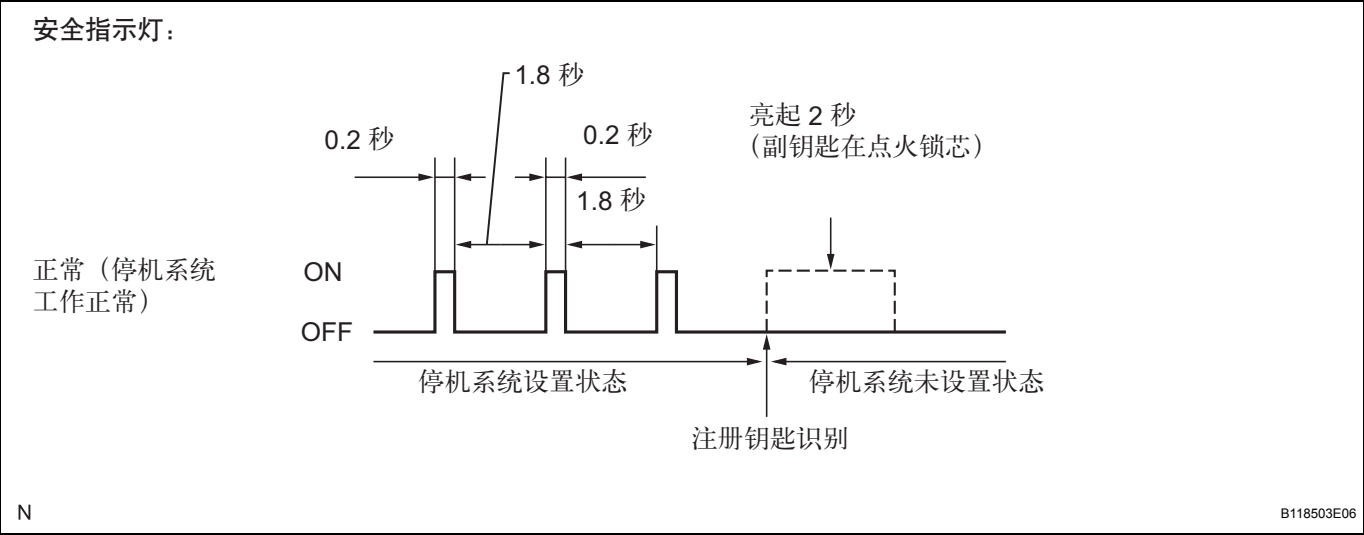 安全指示灯：
1.8 秒
亮起 2 秒
（副钥匙在点火锁芯）
0.2 秒
0.2 秒
1.8 秒
正常（停机系统
工作正常）
ON
OFF
停机系统设置状态
停机系统未设置状态
注册钥匙识别
N
B118503E06